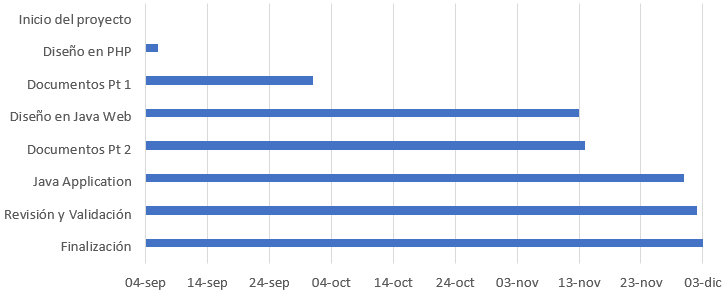 Inicio del proyecto
Diseño en PHP
Documentos Pt 1
Diseño en Java Web
Documentos Pt 2
Java Application
Revisión y Validación
Finalización
04-sep 14-sep 24-sep 04-oct 14-oct 24-oct 03-nov 13-nov 23-nov 03-dic